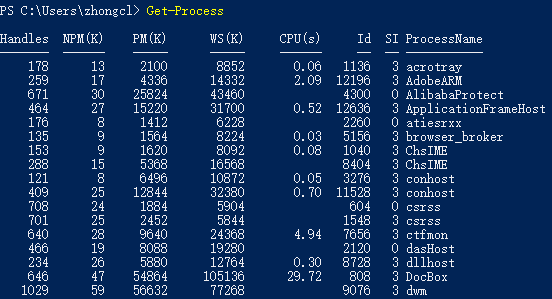 PS C:\Users\zhongcl> Get-Process
Handles NPM(K) PM(K) WS(K) CPU(s) Id SI ProcessName
178 13 2100 8852 0.06 1136 3 acrotray
259 17 4336 14332 2.09 12196 3 AdobeARM
671 30 25824 43460 4300 0 AlibabaProtect
464 27 15220 31700 0.52 12636 3 ApplicationFrameHost
176 8 1412 6228 2260 0 atiesrxx
135 9 1564 8224 0.03 5156 3 browser_broker
153 9 1620 8092 0.08 1040 3 ChsIME
288 15 5368 16568 8404 3 ChsIME
121 8 6496 10872 0.05 3276 3 conhost
409 25 12844 32380 0.70 11528 3 conhost
708 24 1884 5904 604 0 csrss
701 25 2452 5844 1548 3 csrss
640 28 9640 24368 4.94 7656 3 ctfmon
466 19 8088 19280 2120 0 dasHost
234 26 5880 12764 0.30 8728 3 dllhost
646 47 54864 105136 29.72 808 3 DocBox
1029 59 56632 77268 9076 3 dwm